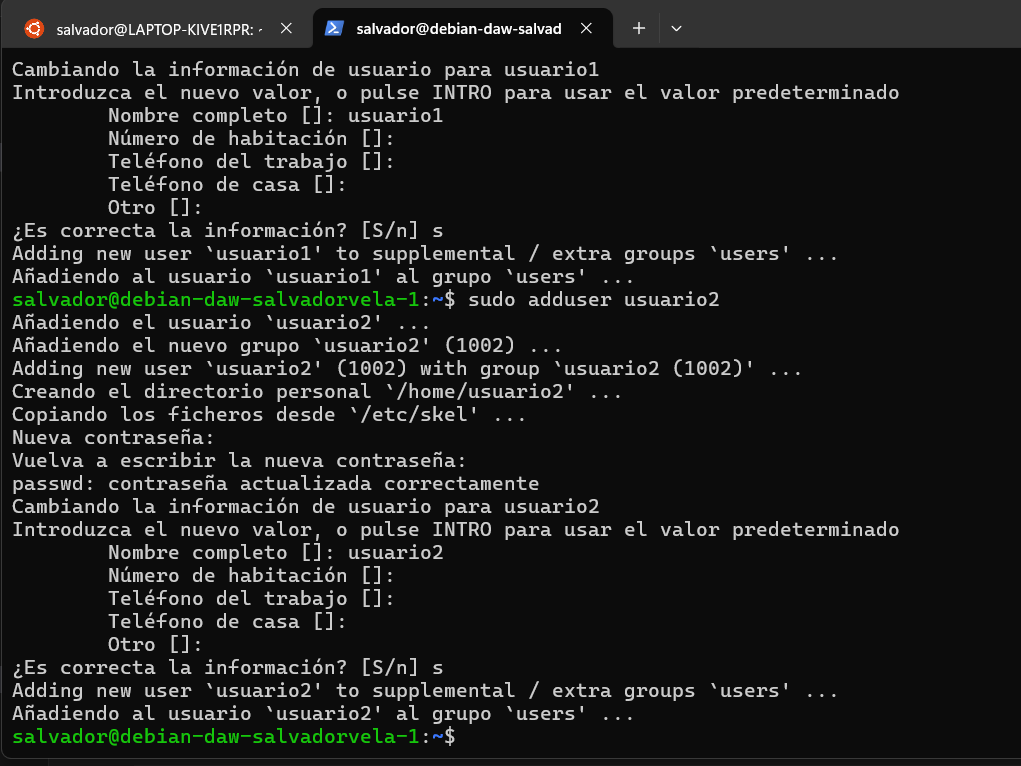 salvador@LAPTOP-KIVE1RPR: ~
salvador@debian-daw-salvad
Cambiando la información de usuario para usuario1
Introduzca el nuevo valor, o pulse INTRO para usar el valor predeterminado
Nombre completo []: usuario1
Número de habitación []:
Teléfono del trabajo []:
Teléfono de casa []:
Otro []:
¿Es correcta la información? [S/n] s
Adding new user `usuario1' to supplemental / extra groups `users' ...
Añadiendo al usuario `usuario1' al grupo `users' ...
salvador@debian-daw-salvadorvela-1:~$ sudo adduser usuario2
Añadiendo el usuario `usuario2' ...
Añadiendo el nuevo grupo `usuario2' (1002) ...
Adding new user `usuario2' (1002) with group `usuario2 (1002)' ...
Creando el directorio personal `/home/usuario2' ...
Copiando los ficheros desde `/etc/skel' ...
Nueva contraseña:
Vuelva a escribir la nueva contraseña:
passwd: contraseña actualizada correctamente
Cambiando la información de usuario para usuario2
Introduzca el nuevo valor, o pulse INTRO para usar el valor predeterminado
Nombre completo []: usuario2
Número de habitación []:
Teléfono del trabajo []:
Teléfono de casa []:
Otro []:
¿Es correcta la información? [S/n] s
Adding new user `usuario2' to supplemental / extra groups `users' ...
Añadiendo al usuario `usuario2' al grupo `users' ...
salvador@debian-daw-salvadorvela-1:~$